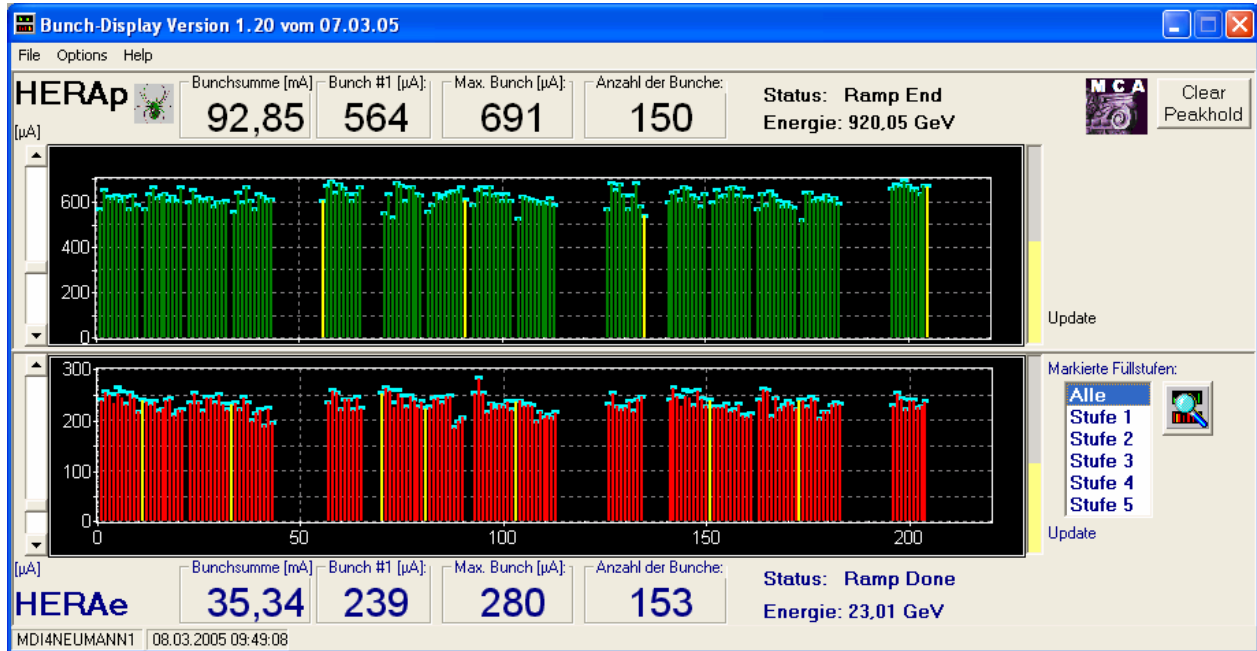 Bunch-Display Version 1.20 vom 07.03.05
File Options Help
HERAp
Bunchsumme [mA] Bunch #1 [µA]: Max. Bunch [µA]: Anzahl der Bunche:
92,85 564 691 150
Status: Ramp End
Energie: 920,05 GeV
MCA
Clear
Peakhold
[µA]
600
400
200
0
Update
300
200
100
0
0 50 100 150 200
Markierte Füllstufen:
Alle
Stufe 1
Stufe 2
Stufe 3
Stufe 4
Stufe 5
Update
[µA]
HERAe
Bunchsumme [mA] Bunch #1 [µA]: Max. Bunch [µA]: Anzahl der Bunche:
35,34 239 280 153
Status: Ramp Done
Energie: 23,01 GeV
MDI4NEUMANN1 08.03.2005 09:49:08